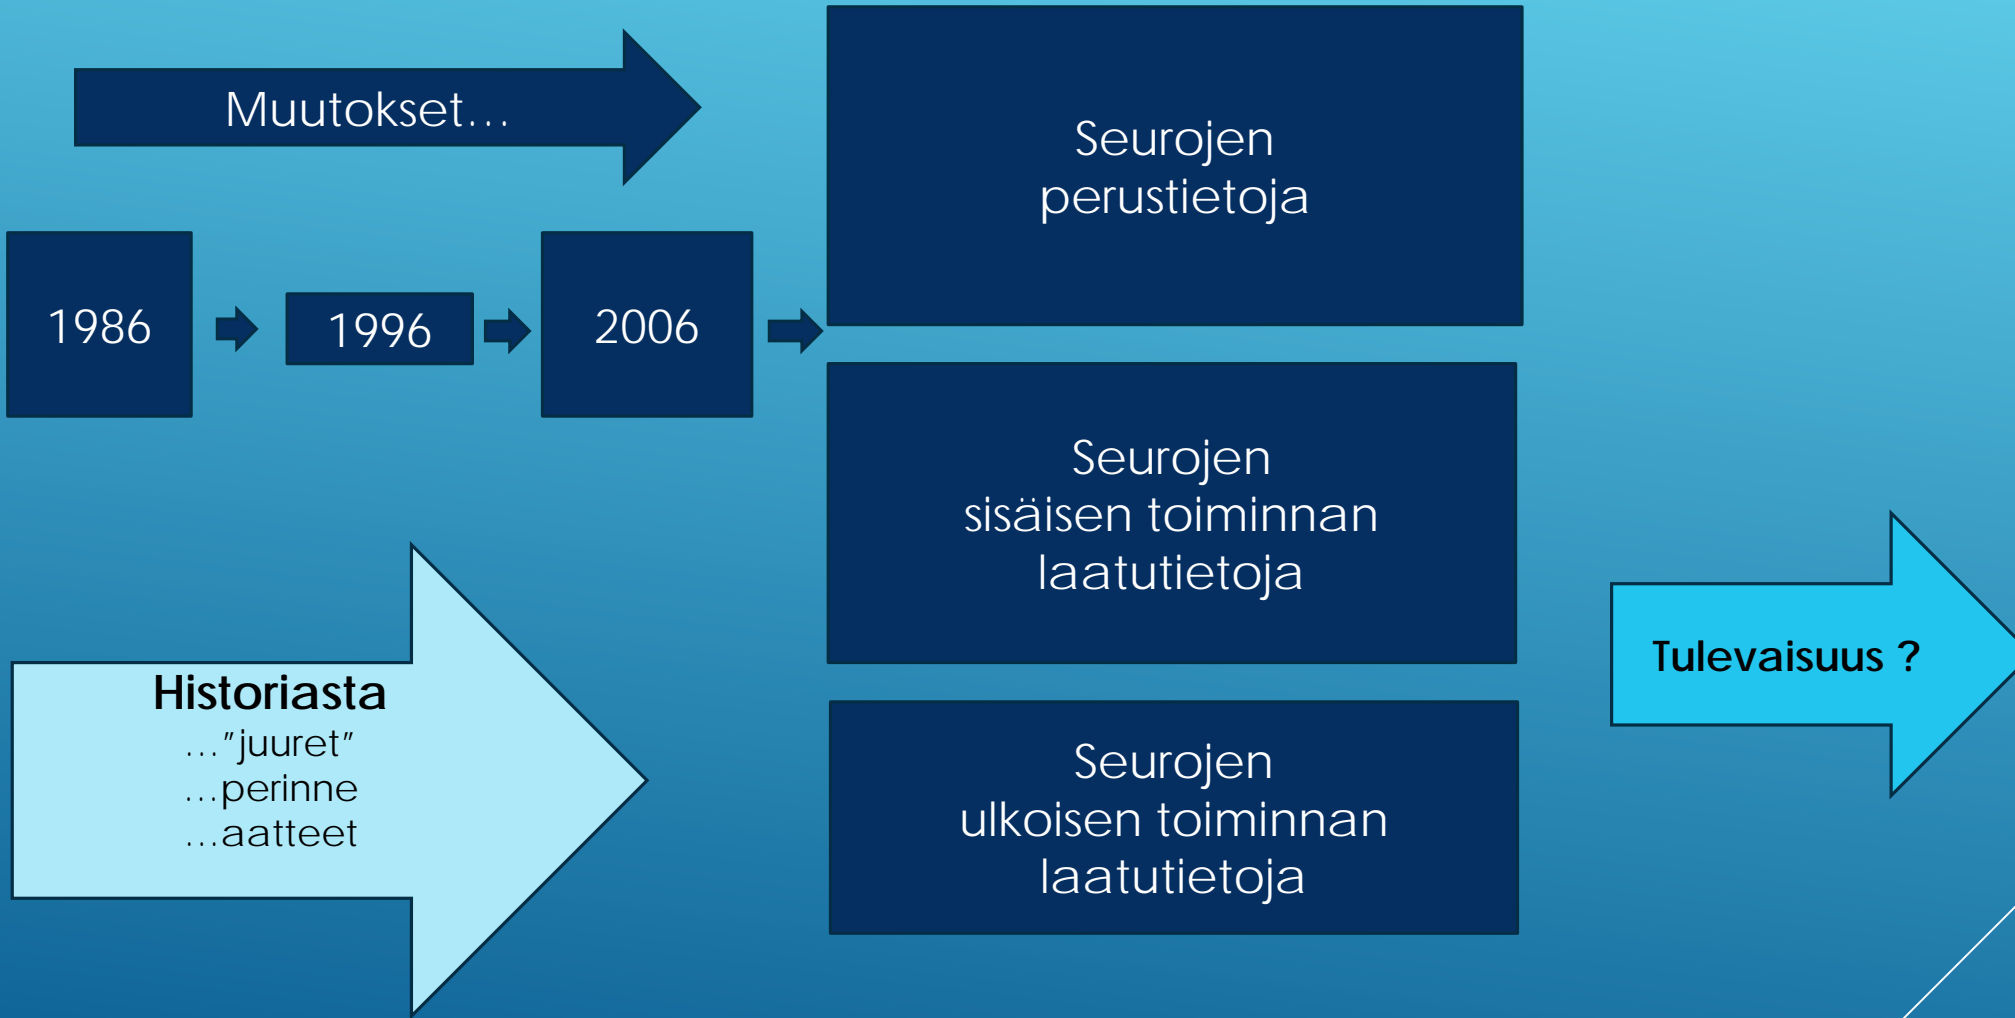 Muutokset…
1986
1996
2006
Historiasta
…"juuret"
…perinne
…aatteet
Seurojen
perustietoja
Seurojen
sisäisen toiminnan
laatutietoja
Seurojen
ulkoisen toiminnan
laatutietoja
Tulevaisuus ?